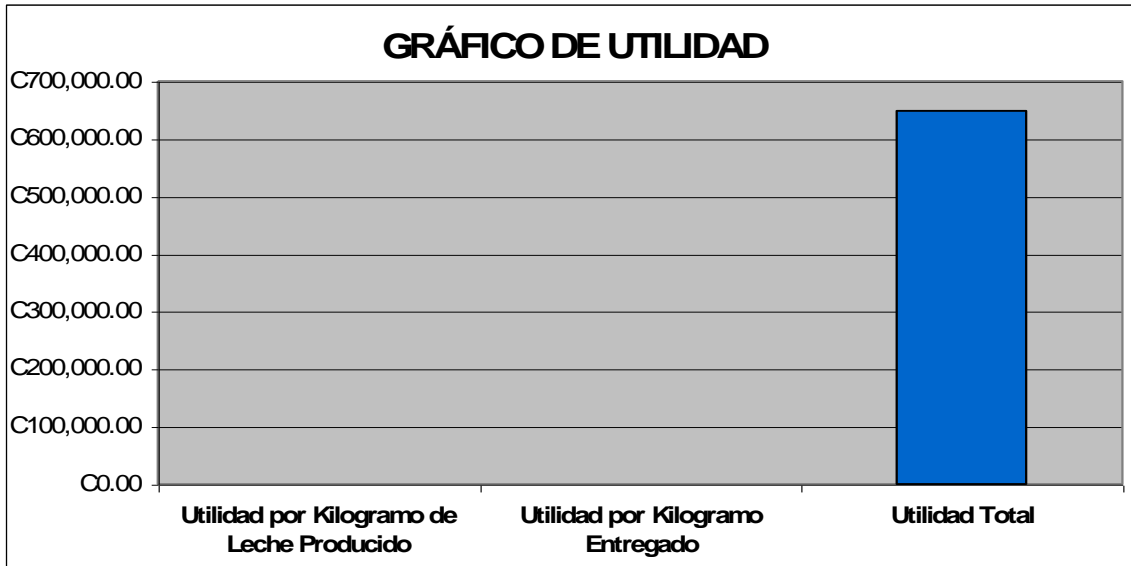 GRÁFICO DE UTILIDAD
C700,000.00
C600,000.00
C500,000.00
C400,000.00
C300,000.00
C200,000.00
C100,000.00
C0.00
Utilidad por Kilogramo de
Leche Producido
Utilidad por Kilogramo
Entregado
Utilidad Total